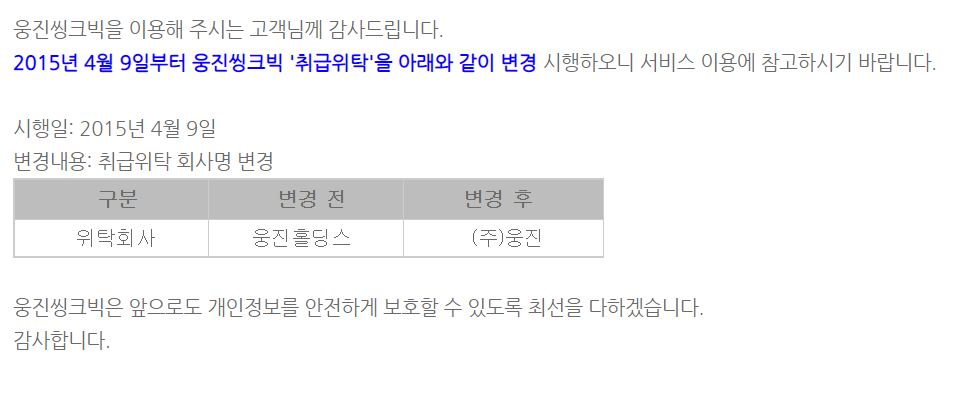 웅진씽크빅을 이용해 주시는 고객님께 감사드립니다.
2015년 4월 9일부터 웅진씽크빅 '취급위탁'을 아래와 같이 변경 시행하오니 서비스 이용에 참고하시기 바랍니다.
시행일: 2015년 4월 9일
변경내용: 취급위탁 회사명 변경
구분 변경 전 변경 후
위탁회사 웅진홀딩스 (주)웅진
웅진씽크빅은 앞으로도 개인정보를 안전하게 보호할 수 있도록 최선을 다하겠습니다.
감사합니다.